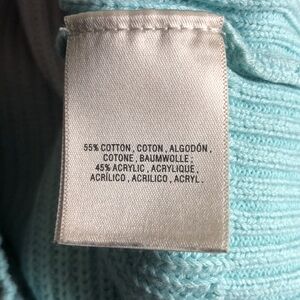 55% COTTON , COTON , ALGODÓN ,
COTONE , BAUMWOLLE ;
45% ACRYLIC , ACRYLIQUE ,
ACRÍLICO , ACRILICO , ACRYL .